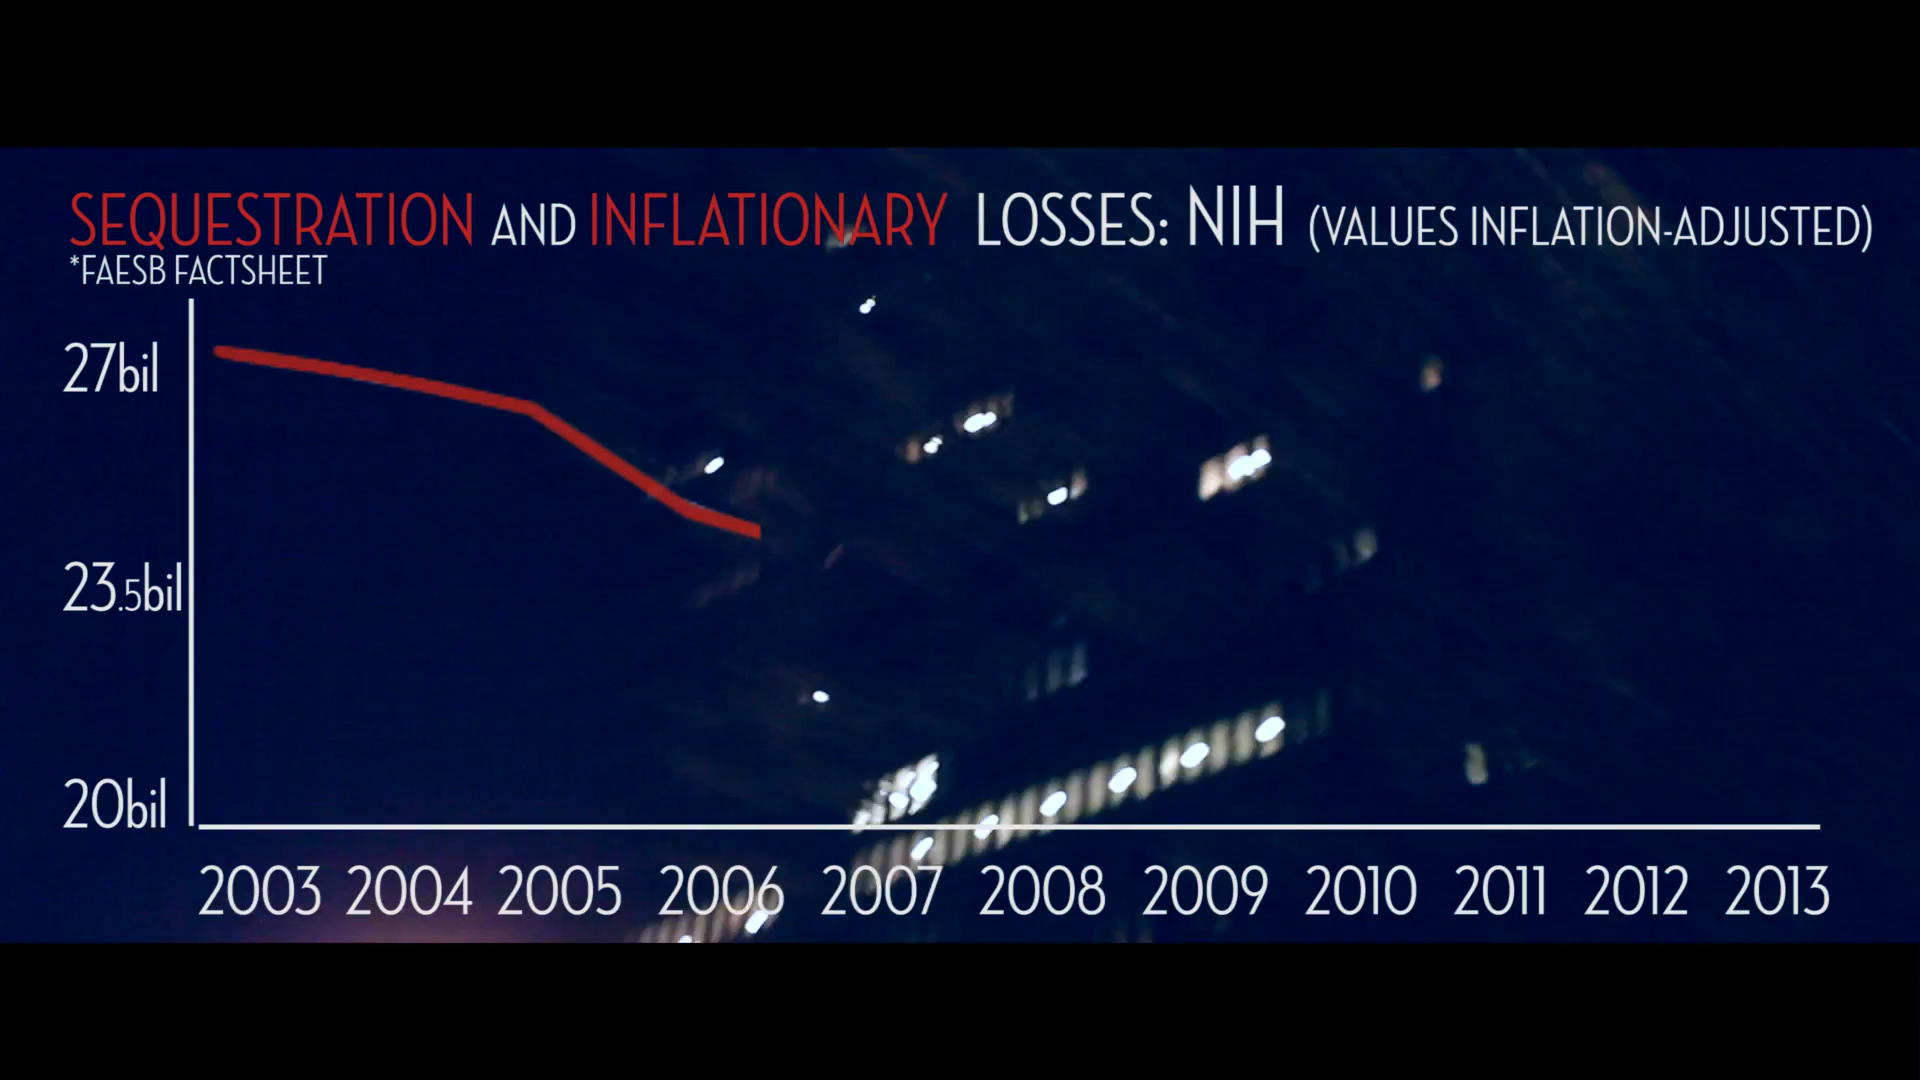 SEQUESTRATION AND INFLATIONARY LOSSES: NIH (VALUES INFLATION-ADJUSTED)
*FAESB FACTSHEET
27bil
23.5bil
20bil
2003 2004 2005 2006 2007 2008 2009 2010 2011 2012 2013